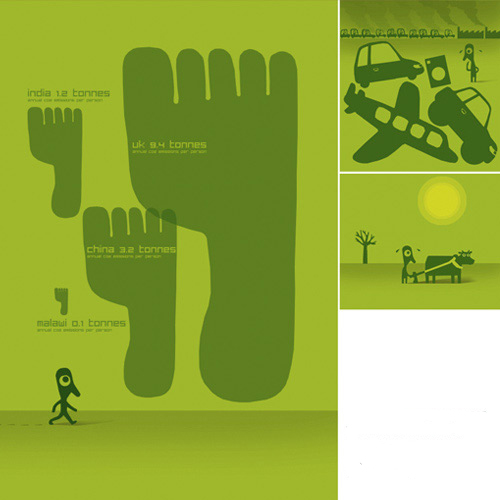 india 1.2 tonnes
annual co2 emissions per person
uk 9.4 tonnes
annual co2 emissions per person
china 3.2 tonnes
annual co2 emissions per person
malawi 0.1 tonnes
annual co2 emissions per person